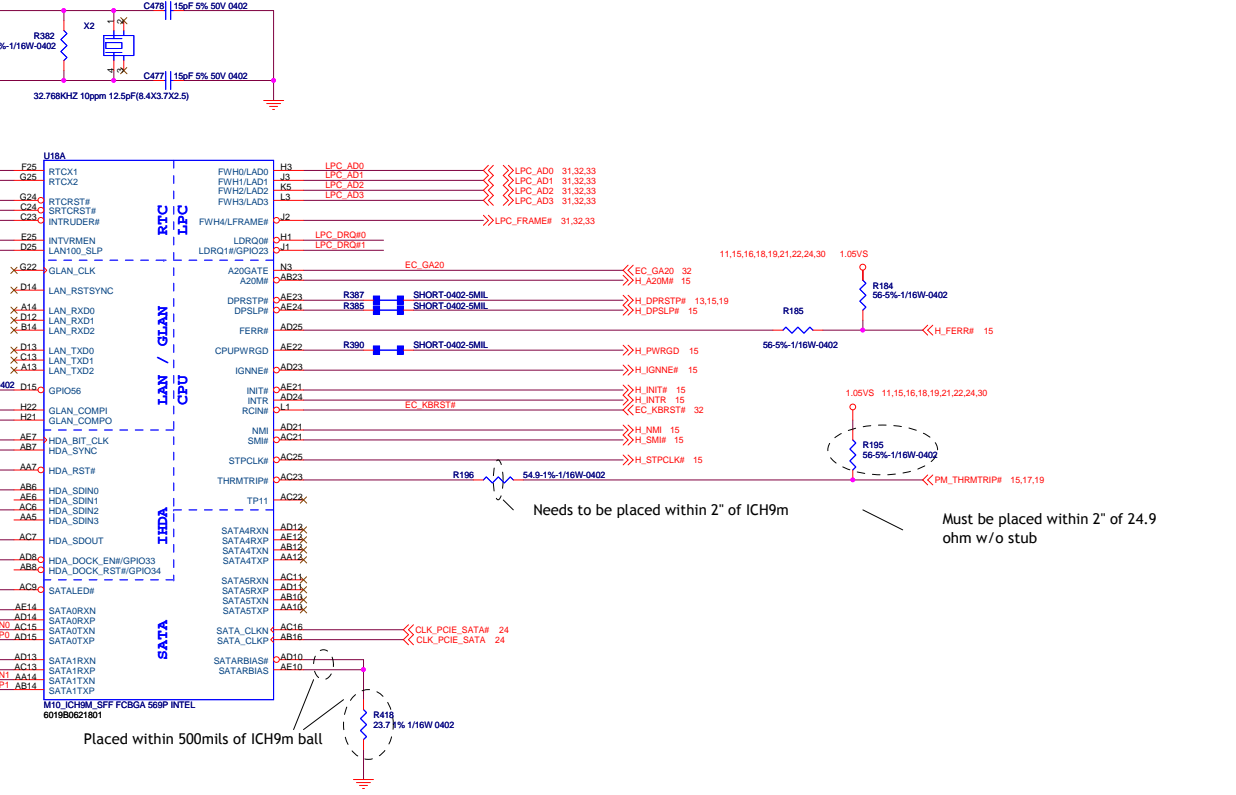 C478 15pF 5% 50V 0402
X2
R382
%-1/16W-0402
1 2
4 3
C477 15pF 5% 50V 0402
32.768KHZ 10ppm 12.5pF(8.4X3.7X2.5)
U18A
F25 RTCX1 FWH0/LAD0 H3 LPC_AD0 LPC_AD0 31,32,33
G25 RTCX2 FWH1/LAD1 J3 LPC_AD1 LPC_AD1 31,32,33
FWH2/LAD2 K5 LPC_AD2 LPC_AD2 31,32,33
G24 RTCRST# FWH3/LAD3 L3 LPC_AD3 LPC_AD3 31,32,33
C24 SRTCRST#
C23 INTRUDER# FWH4/LFRAME# J2 LPC_FRAME# 31,32,33
RTC LPC
E25 INTVRMEN LDRQ0# H1 LPC_DRQ#0
D25 LAN100_SLP LDRQ1#/GPIO23 J1 LPC_DRQ#1
11,15,16,18,19,21,22,24,30 1.05VS
G22 GLAN_CLK A20GATE N3 EC_GA20 EC_GA20 32
A20M# AB23 H_A20M# 15
D14 LAN_RSTSYNC
R184
56-5%-1/16W-0402
DPRSTP# AE23 R387 SHORT-0402-5MIL H_DPRSTP# 13,15,19
A14 LAN_RXD0 DPSLP# AE24 R385 SHORT-0402-5MIL H_DPSLP# 15
D12 LAN_RXD1
B14 LAN_RXD2 FERR# AD25 R185 H_FERR# 15
56-5%-1/16W-0402
D13 LAN_TXD0 CPUPWRGD AE22 R390 SHORT-0402-5MIL H_PWRGD 15
C13 LAN_TXD1
A13 LAN_TXD2 IGNNE# AD23 H_IGNNE# 15
LAN / GLAN CPU
402 D15 GPIO56 INIT# AE21 H_INIT# 15
INTR AD24 H_INTR 15
1.05VS 11,15,16,18,19,21,22,24,30
H22 GLAN_COMPI RCIN# L1 EC_KBRST# EC_KBRST# 32
H21 GLAN_COMPO
NMI AD21 H_NMI 15
AE7 HDA_BIT_CLK SMI# AC21 H_SMI# 15
AB7 HDA_SYNC
R195
56-5%-1/16W-0402
STPCLK# AC25 H_STPCLK# 15
AA7 HDA_RST#
THRMTRIP# AC23 R196 54.9-1%-1/16W-0402 PM_THRMTRIP# 15,17,19
AB6 HDA_SDIN0
AE6 HDA_SDIN1 TP11 AC22
AC6 HDA_SDIN2
AA5 HDA_SDIN3
Needs to be placed within 2" of ICH9m
Must be placed within 2" of 24.9
ohm w/o stub
IHDA
AC7 HDA_SDOUT
SATA4RXN AD12
SATA4RXP AE12
SATA4TXN AB12
SATA4TXP AA12
AD8 HDA_DOCK_EN#/GPIO33
AB8 HDA_DOCK_RST#/GPIO34
SATA5RXN AC11
SATA5RXP AD11
AC9 SATALED#
SATA5TXN AB10
SATA5TXP AA10
AE14 SATA0RXN
AD14 SATA0RXP
N0 AC15 SATA0TXN SATA_CLKN AC16 CLK_PCIE_SATA# 24
P0 AD15 SATA0TXP SATA_CLKP AB16 CLK_PCIE_SATA 24
SATA
AD13 SATA1RXN SATARBIAS# AD10
AC13 SATA1RXP SATARBIAS AE10
N1 AA14 SATA1TXN
P1 AB14 SATA1TXP
M10_ICH9M_SFF FCBGA 569P INTEL
6019B0621801
R418
23.7 1% 1/16W 0402
Placed within 500mils of ICH9m ball